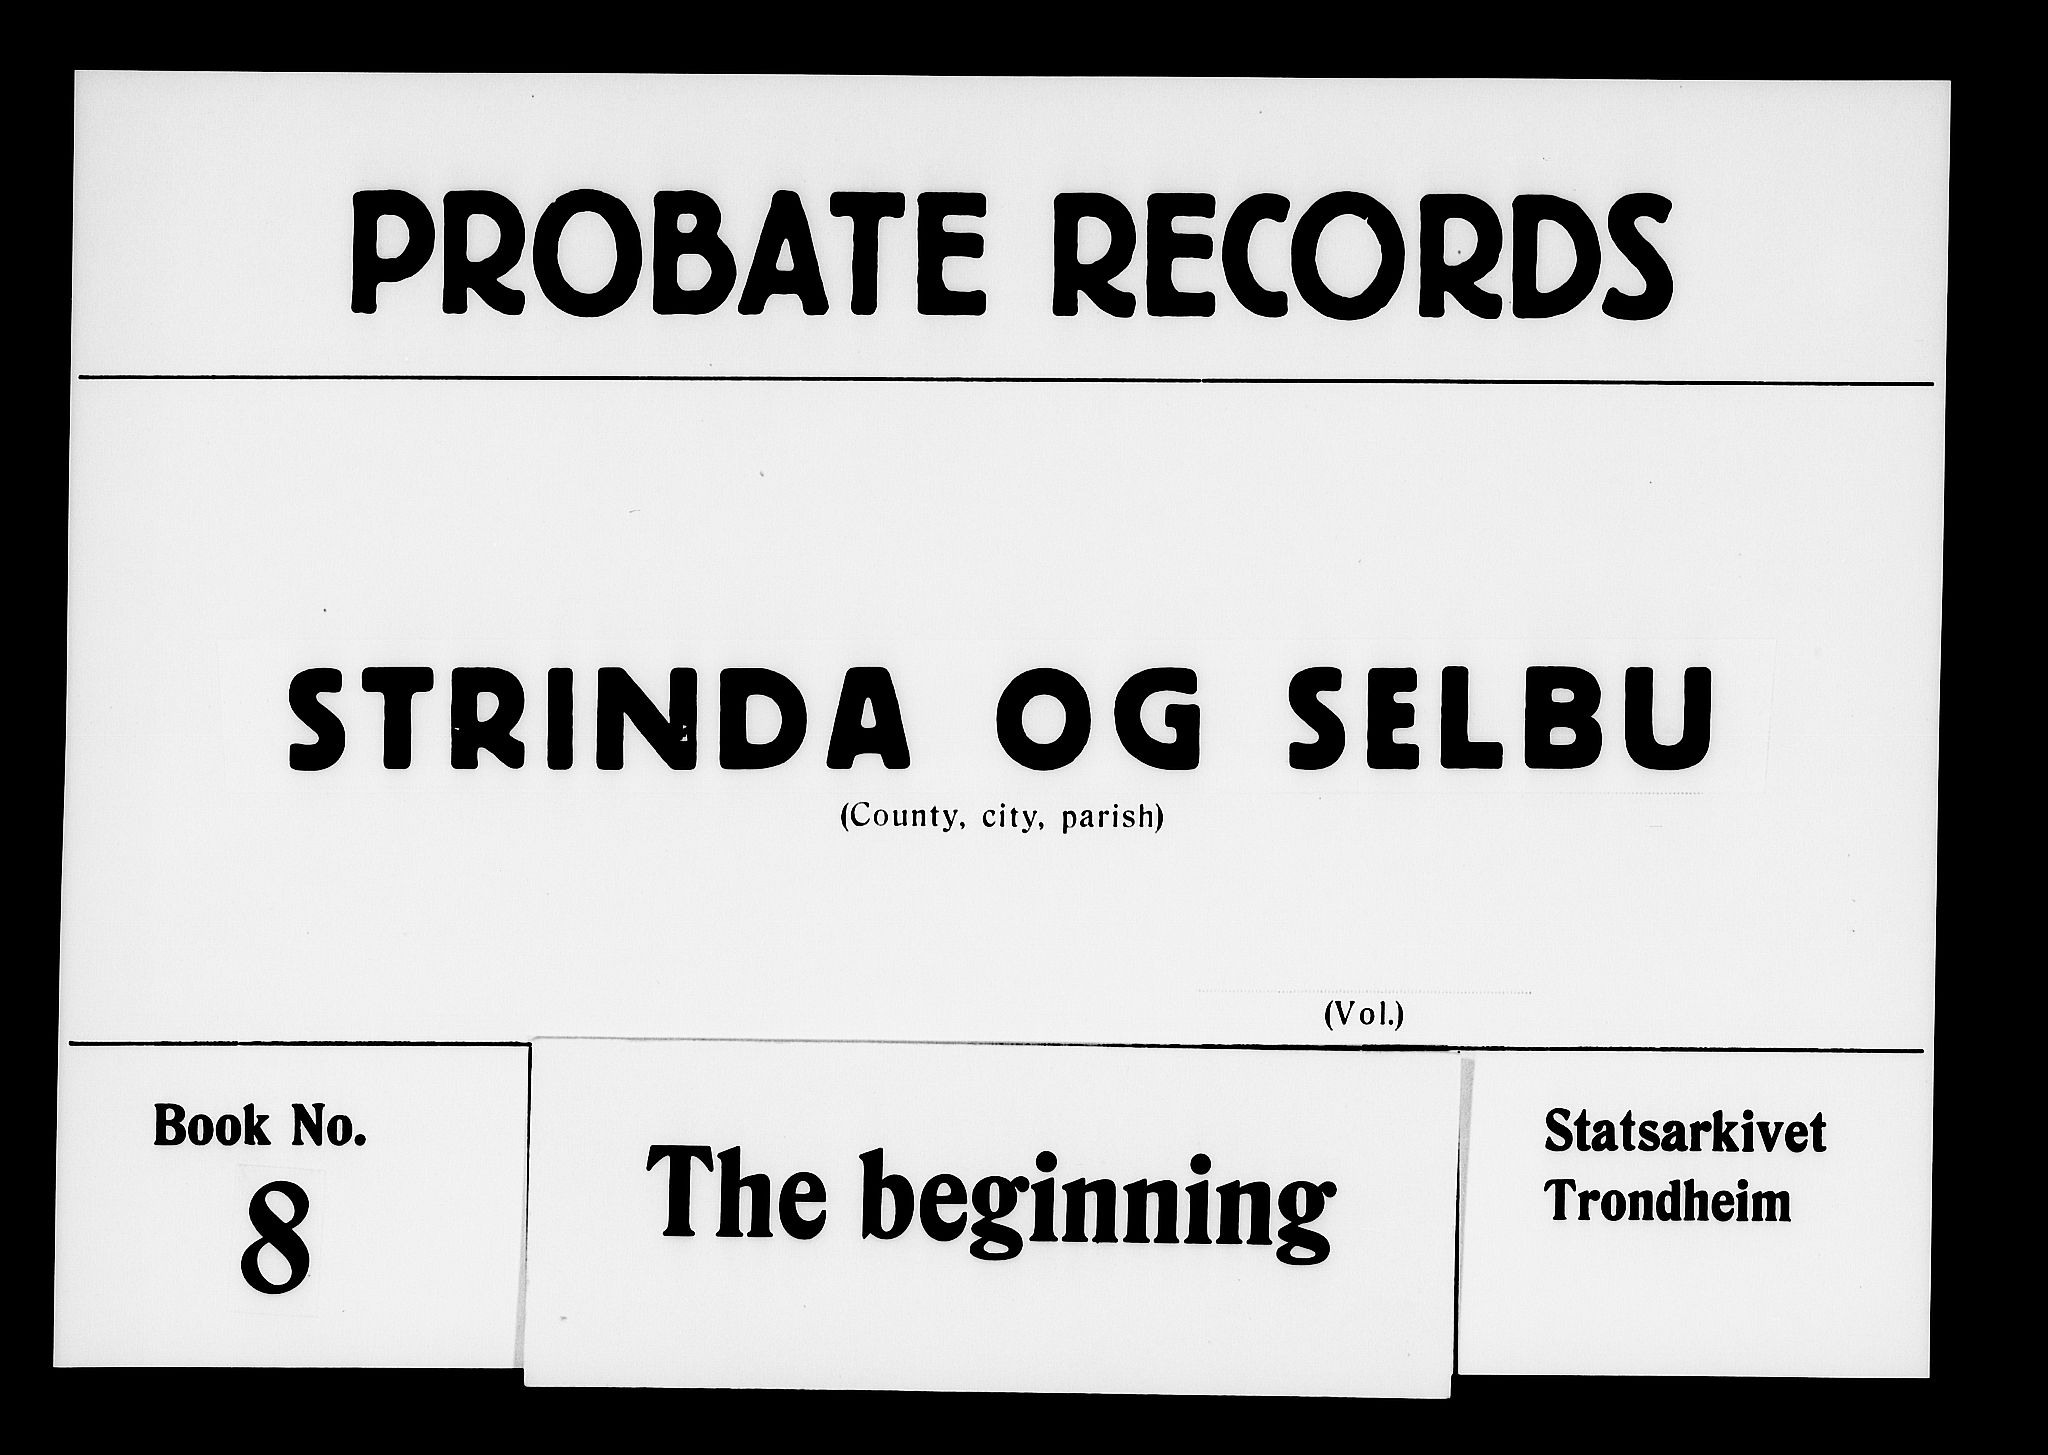 PROBATE RECORDS
STRINDA OG SELBU
(County, city, parish)
(Vol.)
Book No.
8
The beginning
Statsarkivet
Trondheim